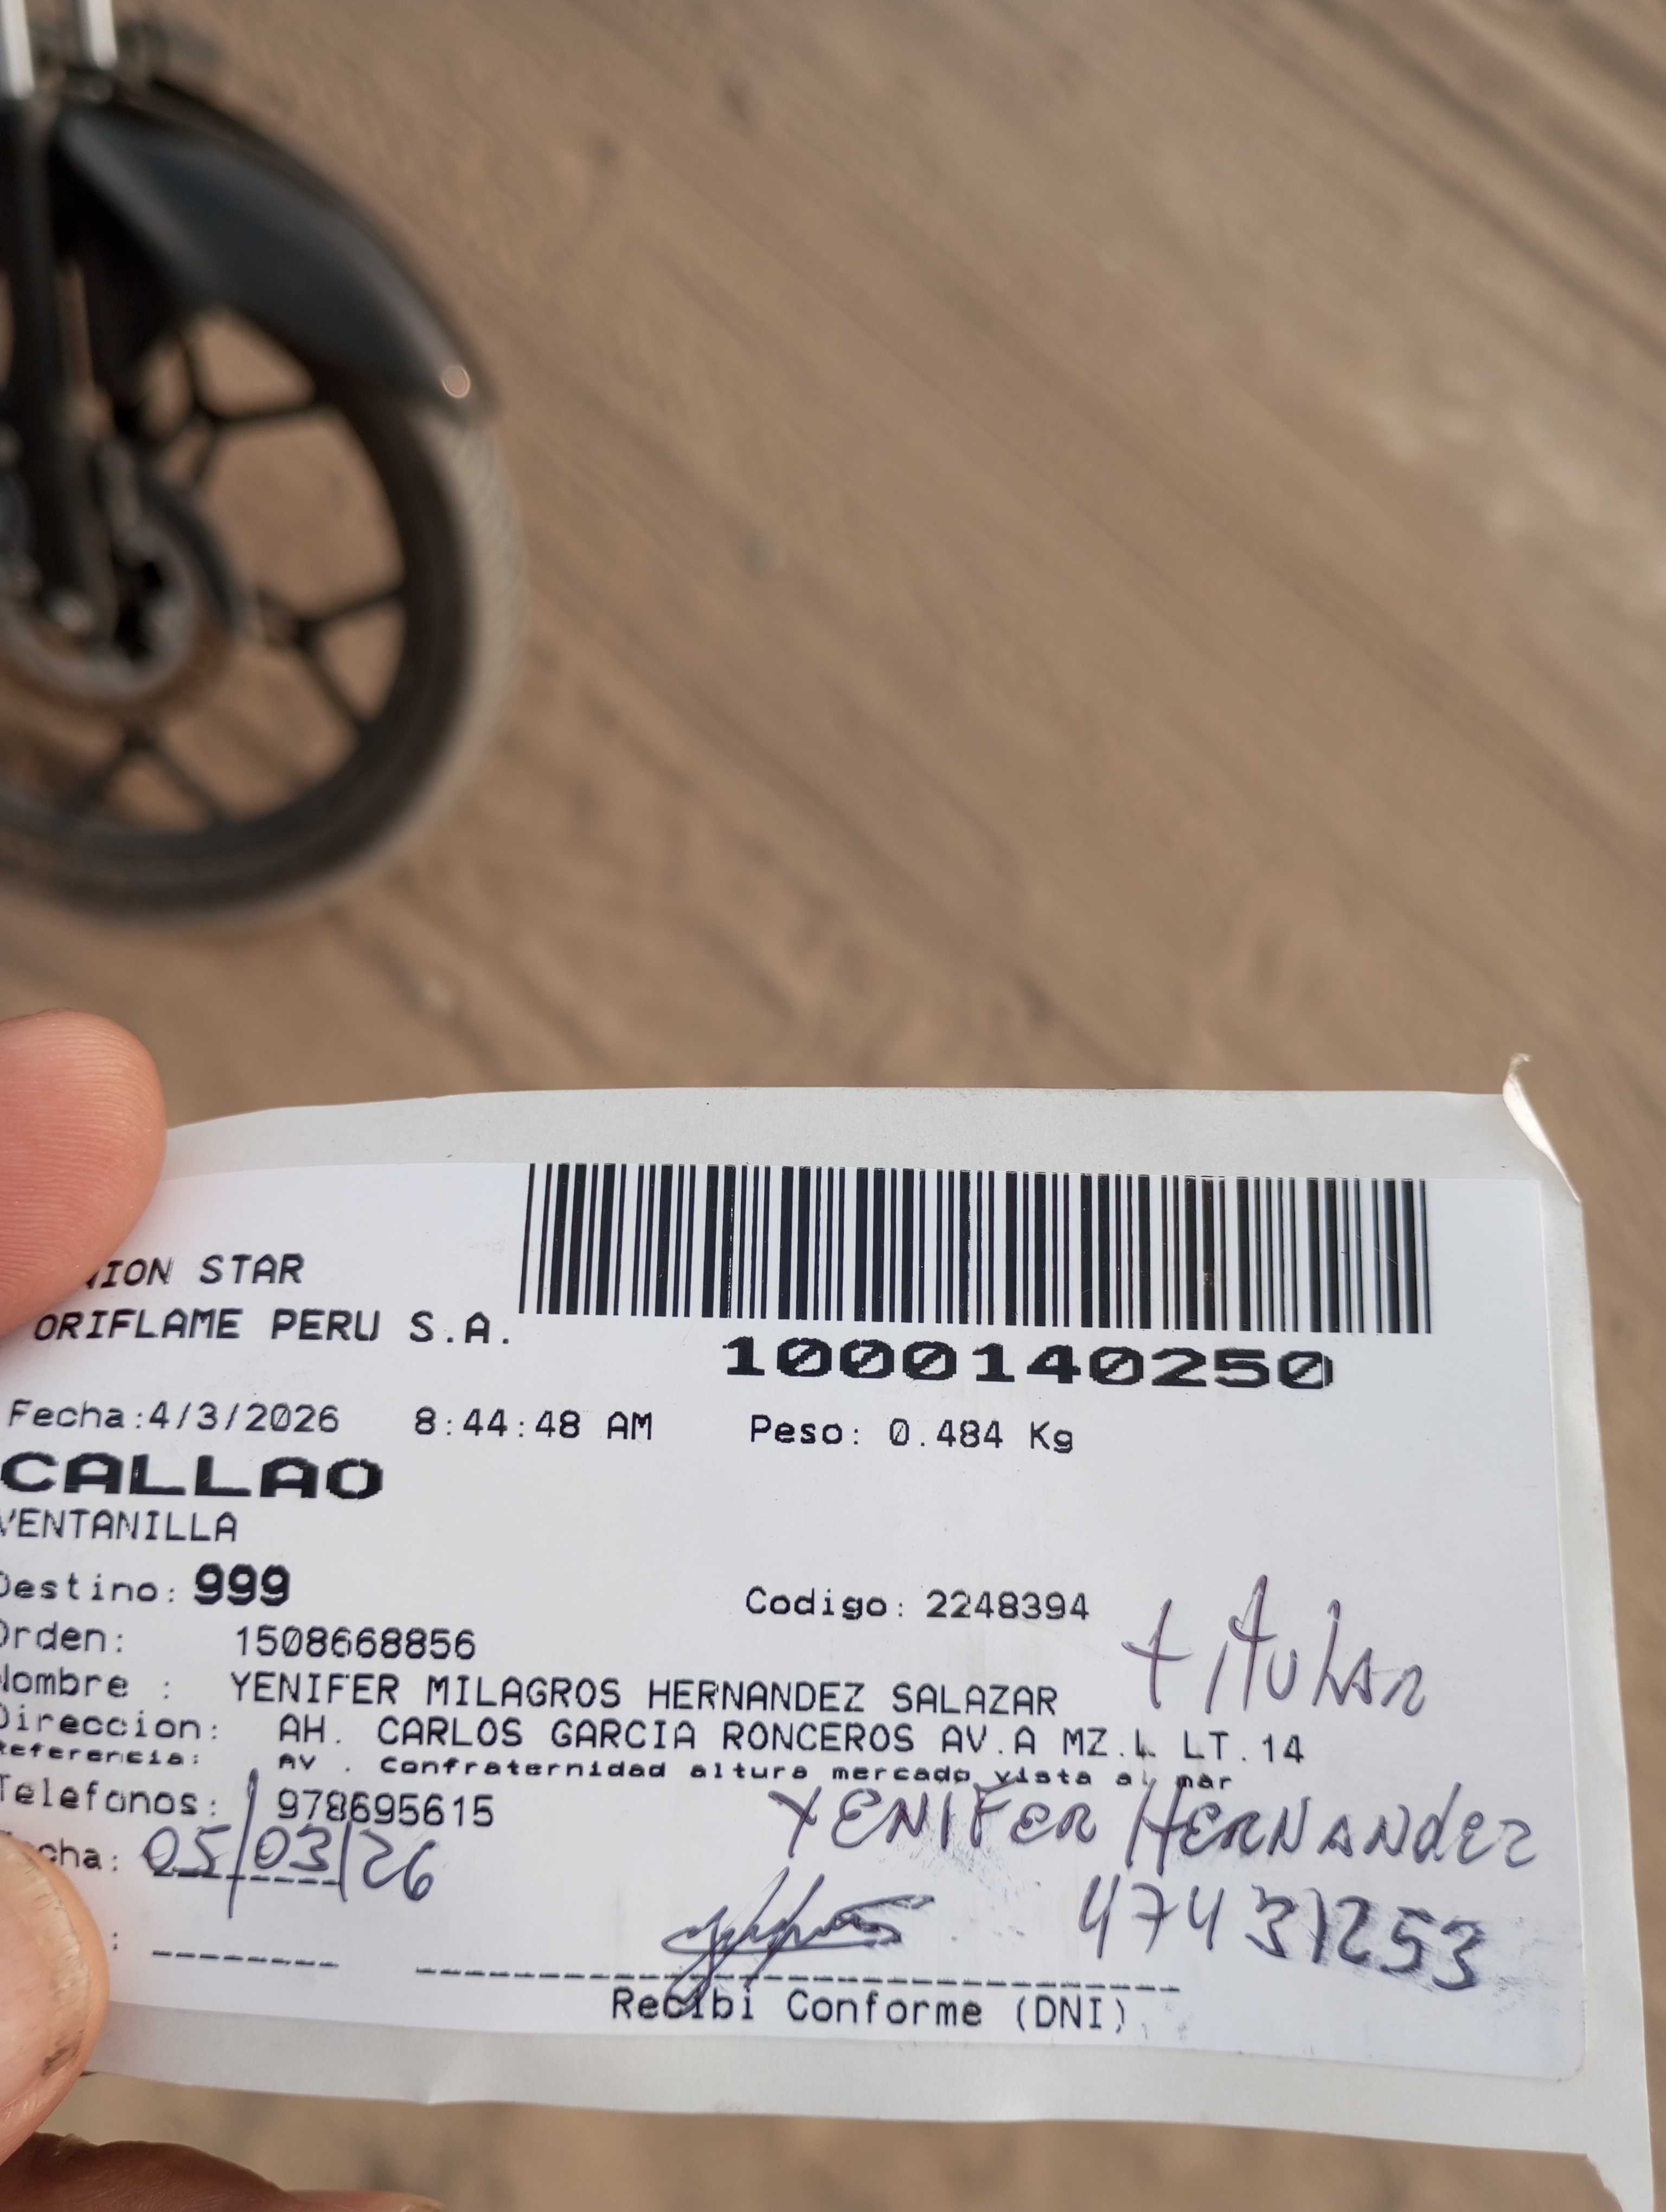 STAR
ORIFLAME PERU S.A.
1000140250
Fecha:4/3/2026 8:44:48 AM Peso: 0.484 Kg
CALLAO
VENTANILLA
Destino: 999
Codigo: 2248394
Orden: 1508668856
titular
Nombre : YENIFER MILAGROS HERNANDEZ SALAZAR
Direccion: AH. CARLOS GARCIA RONCEROS AV.A MZ.L LT.14
Referencia: AV . Confraternidad altura mercado vista al mar
Telefonos: 978695615
YENIFER HERNANDEZ
cha: 05/03/26
47431253
: --------
Recibi Conforme (DNI)